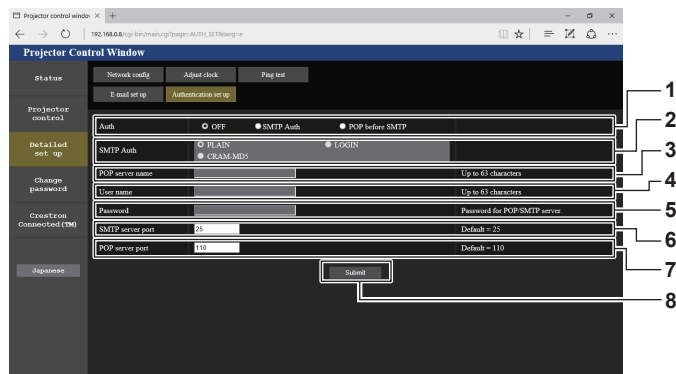 Projector control window
192.168.0.8/cgi-bin/main.cgi?page=AUTH_SET&lang=e
Projector Control Window
Status
Network config
Adjust clock
Ping test
E-mail set up
Authentication set up
Projector
control
Detailed
set up
Change
password
Crestron
Connected(TM)
Japanese
Auth
OFF
SMTP Auth
POP before SMTP
SMTP Auth
PLAIN
LOGIN
CRAM-MD5
POP server name
Up to 63 characters
User name
Up to 63 characters
Password
Password for POP/SMTP server.
SMTP server port
25
Default = 25
POP server port
110
Default = 110
Submit
1
2
3
4
5
6
7
8